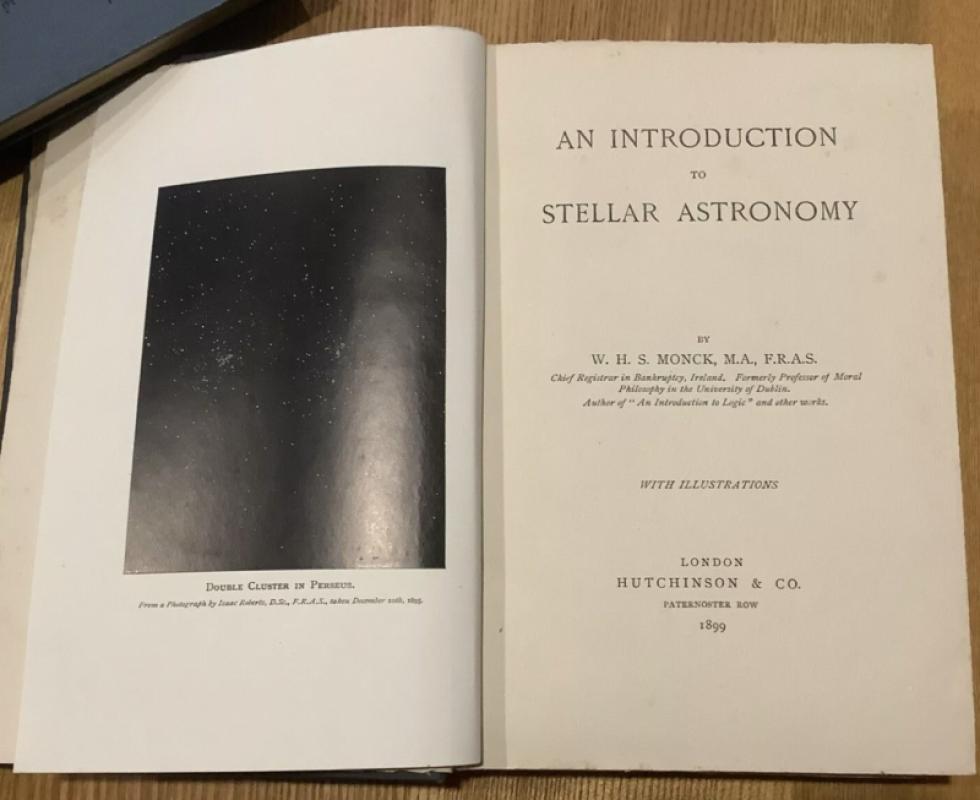 DOUBLE CLUSTER IN PERSEUS.
From a Photograph by Isaac Roberts, D.Sc., F.R.A.S., taken December
AN INTRODUCTION
TO
STELLAR ASTRONOMY
BY
W. H. S. MONCK, M.A., F.R.A.S.
Chief Registrar in Bankruptcy, Ireland. Formerly Professor of Moral
Philosophy in the University of Dublin.
Author of "An Introduction to Logic" and other works.
WITH ILLUSTRATIONS
LONDON
HUTCHINSON & CO.
PATERNOSTER ROW
1899